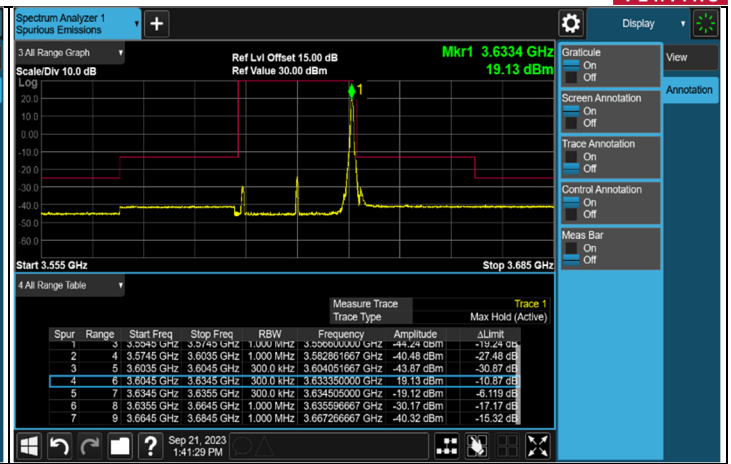 Spectrum Analyzer 1
Spurious Emissions
Display
3 All Range Graph
Scale/Div 10.0 dB
Ref Lvl Offset 15.00 dB
Ref Value 30.00 dBm
Mkr1 3.6334 GHz
19.13 dBm
Log
20.0
10.0
0.00
-10.0
-20.0
-30.0
-40.0
-50.0
-60.0
1
Start 3.555 GHz
Stop 3.685 GHz
Graticule
On
Off
Screen Annotation
On
Off
Trace Annotation
On
Off
Control Annotation
On
Off
Meas Bar
On
Off
View
Annotation
4 All Range Table
Measure Trace Trace 1
Trace Type Max Hold (Active)
Spur Range Start Freq Stop Freq RBW Frequency Amplitude ΔLimit
1 3 3.5545 GHz 3.5745 GHz 1.000 MHz 3.556600000 GHz -44.24 dBm -19.24 dB
2 4 3.5745 GHz 3.6035 GHz 1.000 MHz 3.582861667 GHz -40.48 dBm -27.48 dB
3 5 3.6035 GHz 3.6045 GHz 300.0 kHz 3.604051667 GHz -43.87 dBm -30.87 dB
4 6 3.6045 GHz 3.6345 GHz 300.0 kHz 3.633350000 GHz 19.13 dBm -10.87 dB
5 7 3.6345 GHz 3.6355 GHz 300.0 kHz 3.634505000 GHz -19.12 dBm -6.119 dB
6 8 3.6355 GHz 3.6645 GHz 1.000 MHz 3.635596667 GHz -30.17 dBm -17.17 dB
7 9 3.6645 GHz 3.6845 GHz 1.000 MHz 3.667266667 GHz -40.32 dBm -15.32 dB
Sep 21, 2023
1:41:29 PM